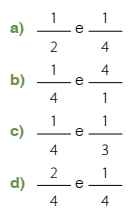 a) 1/2 e 1/4
b) 1/4 e 4/1
c) 1/4 e 1/3
d) 2/4 e 1/4